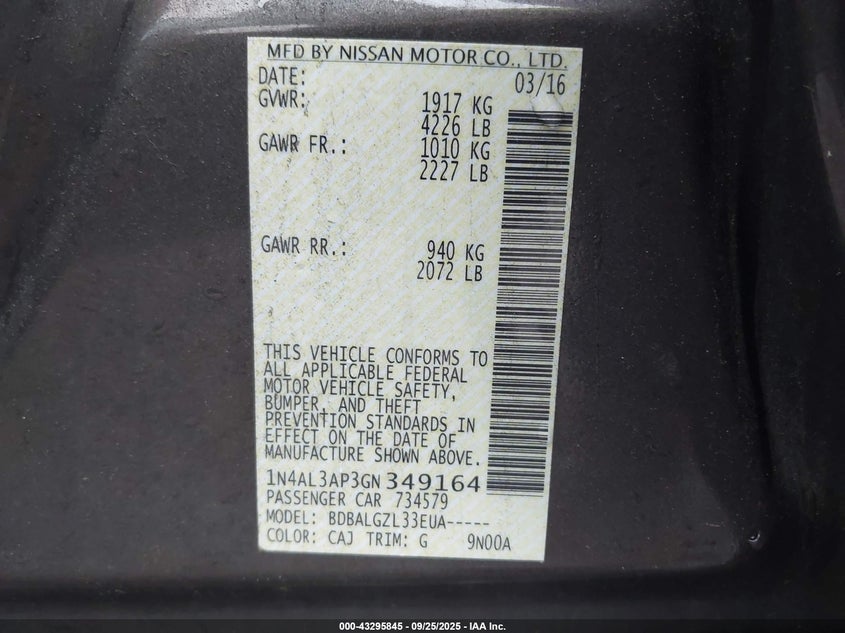 MFD BY NISSAN MOTOR CO., LTD.
DATE: 03/16
GVWR: 1917 KG
4226 LB
GAWR FR.: 1010 KG
2227 LB
GAWR RR.: 940 KG
2072 LB
THIS VEHICLE CONFORMS TO
ALL APPLICABLE FEDERAL
MOTOR VEHICLE SAFETY,
BUMPER, AND THEFT
PREVENTION STANDARDS IN
EFFECT ON THE DATE OF
MANUFACTURE SHOWN ABOVE.
1N4AL3AP3GN 349164
PASSENGER CAR 734579
MODEL: BDBALGZL33EUA-----
COLOR: CAJ TRIM: G 9N00A
000-43295845 - 09/25/2025 - IAA Inc.